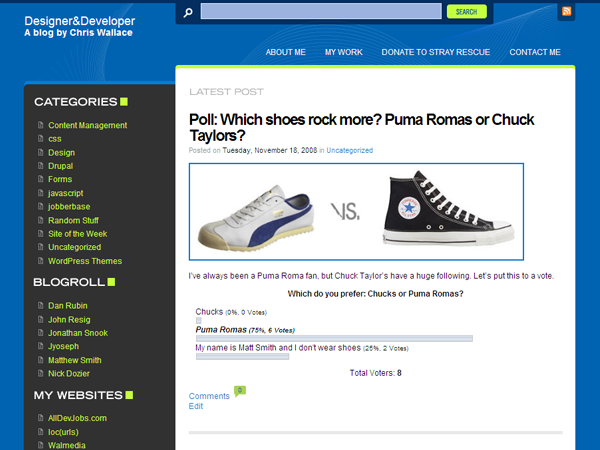 Designer&Developer
A blog by Chris Wallace
SEARCH
ABOUT ME MY WORK DONATE TO STRAY RESCUE CONTACT ME
CATEGORIES
Content Management
css
Design
Drupal
Forms
javascript
jobberbase
Random Stuff
Site of the Week
Uncategorized
WordPress Themes
BLOGROLL
Dan Rubin
John Resig
Jonathan Snook
Jyoseph
Matthew Smith
Nick Dozier
MY WEBSITES
AllDevJobs.com
loc(urls)
Walmedia
LATEST POST
Poll: Which shoes rock more? Puma Romas or Chuck
Taylors?
Posted on Tuesday, November 18, 2008 in Uncategorized
VS.
I've always been a Puma Roma fan, but Chuck Taylor's have a huge following. Let's put this to a vote.
Which do you prefer: Chucks or Puma Romas?
Chucks (0%, 0 Votes)
Puma Romas (75%, 6 Votes)
My name is Matt Smith and I don't wear shoes (25%, 2 Votes)
Total Voters: 8
Comments 0
Edit